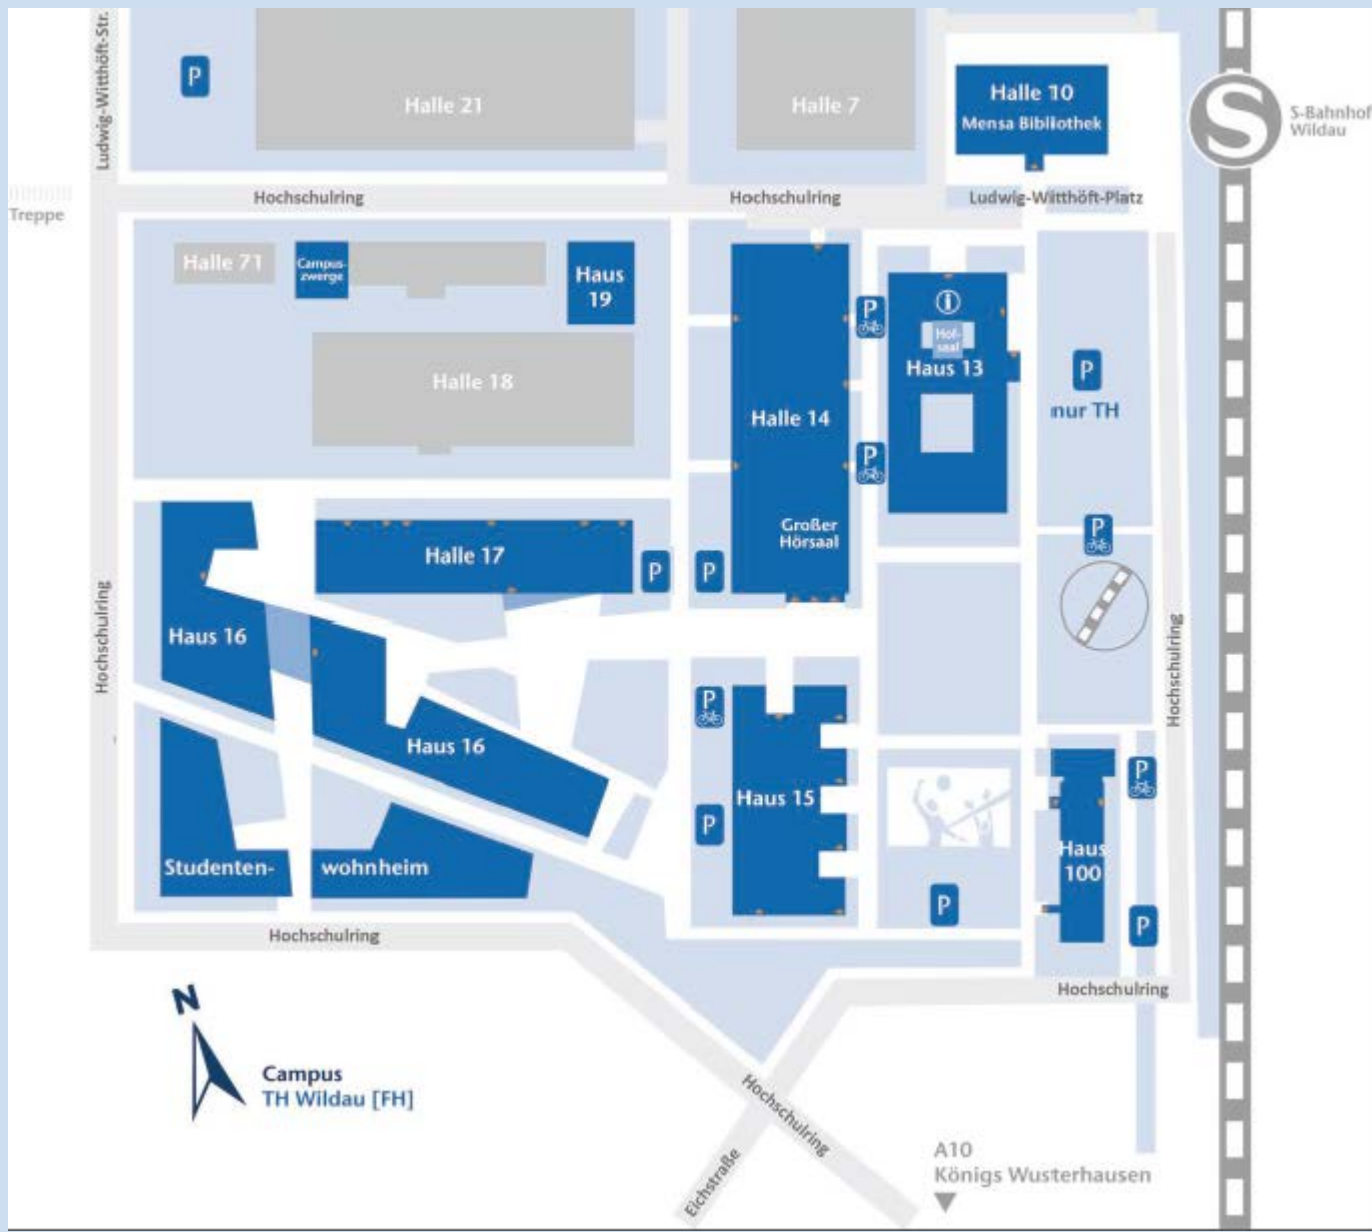 Ludwig-Witthöft-Str.
P
Halle 21
Halle 7
Halle 10
Mensa Bibliothek
S
S-Bahnhof
Wildau
Treppe
Hochschulring
Hochschulring
Ludwig-Witthöft-Platz
Halle 71
Campus-
zwerge
Haus
19
Halle 18
Halle 14
P
i
Hof-
saal
Haus 13
P
nur TH
P
Großer
Hörsaal
P
Halle 17
P
P
Hochschulring
Haus 16
Haus 16
Hochschulring
P
Haus 15
P
P
Haus
100
Studenten-
wohnheim
P
P
Hochschulring
Hochschulring
N
Campus
TH Wildau [FH]
Hochschulring
Eichstraße
A10
Königs Wusterhausen